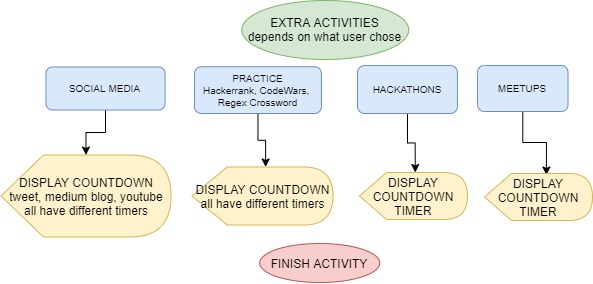 EXTRA ACTIVITIES
depends on what user chose
SOCIAL MEDIA
PRACTICE
Hackerrank, CodeWars,
Regex Crossword
HACKATHONS
MEETUPS
DISPLAY COUNTDOWN
tweet, medium blog, youtube
all have different timers
DISPLAY COUNTDOWN
all have different timers
DISPLAY
COUNTDOWN
TIMER
DISPLAY
COUNTDOWN
TIMER
FINISH ACTIVITY